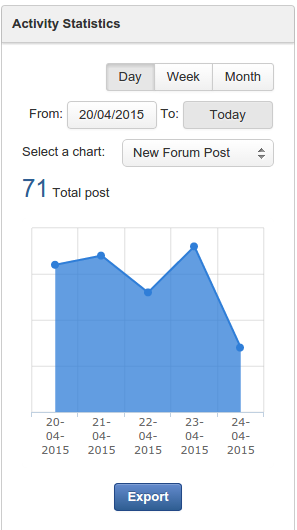 Activity Statistics
Day Week Month
From: 20/04/2015 To: Today
Select a chart: New Forum Post
71 Total post
20- 21- 22- 23- 24-
04- 04- 04- 04- 04-
2015 2015 2015 2015 2015
Export